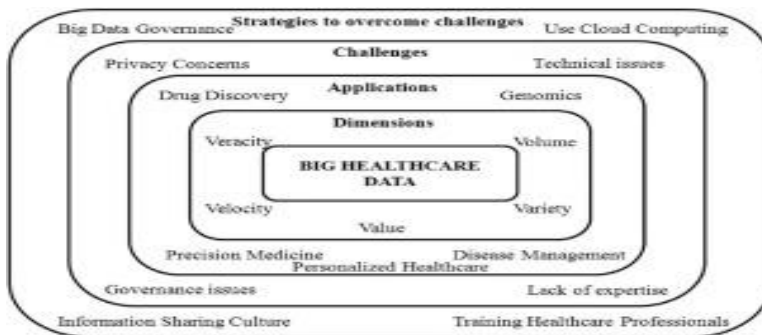 Strategies to overcome challenges
Big Data Governance
Use Cloud Computing
Challenges
Privacy Concerns
Technical issues
Applications
Drug Discovery
Genomics
Dimensions
Veracity
Volume
BIG HEALTHCARE
DATA
Velocity
Variety
Value
Precision Medicine
Disease Management
Personalized Healthcare
Governance issues
Lack of expertise
Information Sharing Culture
Training Healthcare Professionals